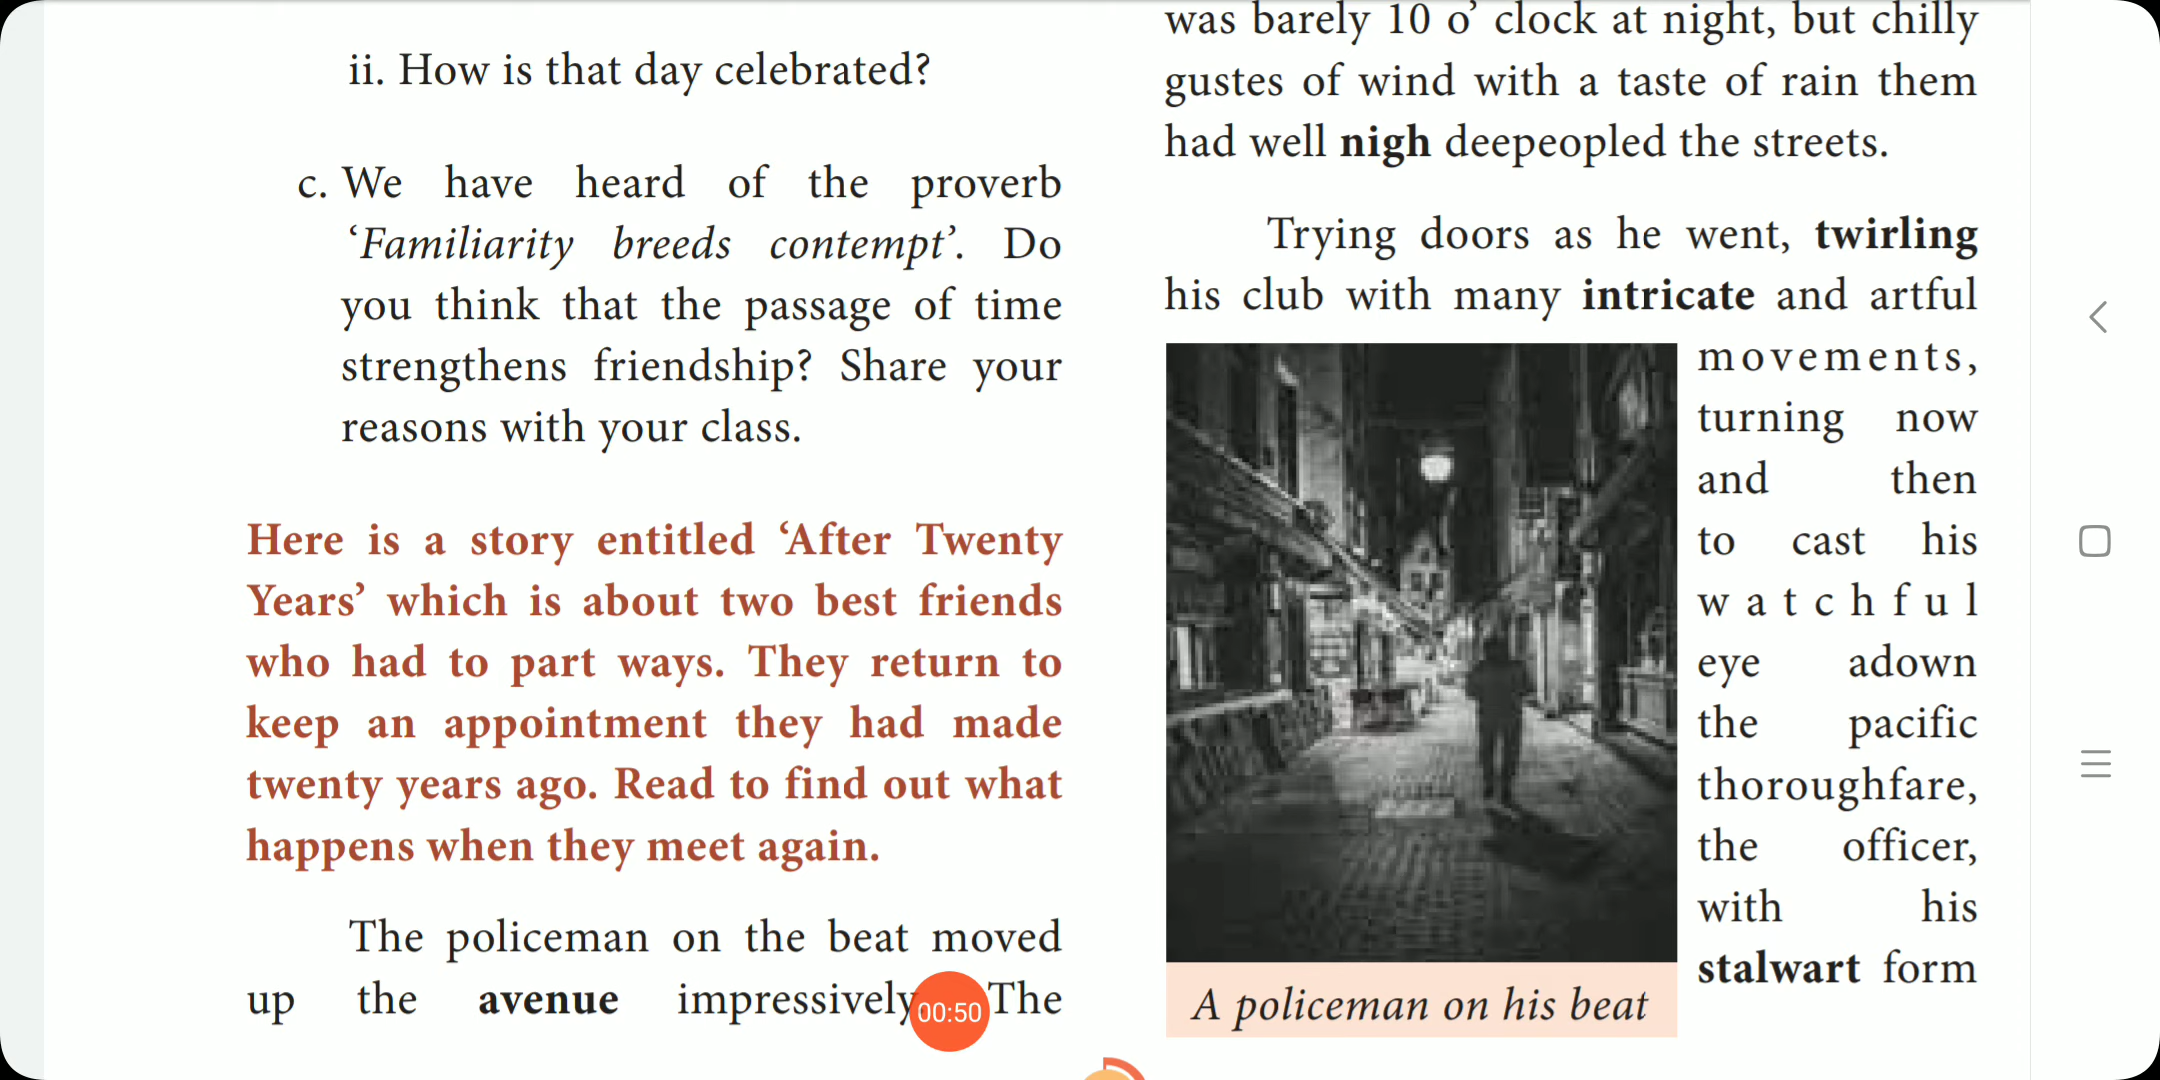 ii. How is that day celebrated?
c. We have heard of the proverb
‘Familiarity breeds contempt’. Do
you think that the passage of time
strengthens friendship? Share your
reasons with your class.
Here is a story entitled ‘After Twenty
Years’ which is about two best friends
who had to part ways. They return to
keep an appointment they had made
twenty years ago. Read to find out what
happens when they meet again.
The policeman on the beat moved
up the avenue impressively The
00:50
was barely 10 o’ clock at night, but chilly
gustes of wind with a taste of rain them
had well nigh deepeopled the streets.
Trying doors as he went, twirling
his club with many intricate and artful
movements,
turning now
and then
to cast his
watchful
eye adown
the pacific
thoroughfare,
the officer,
with his
stalwart form
A policeman on his beat